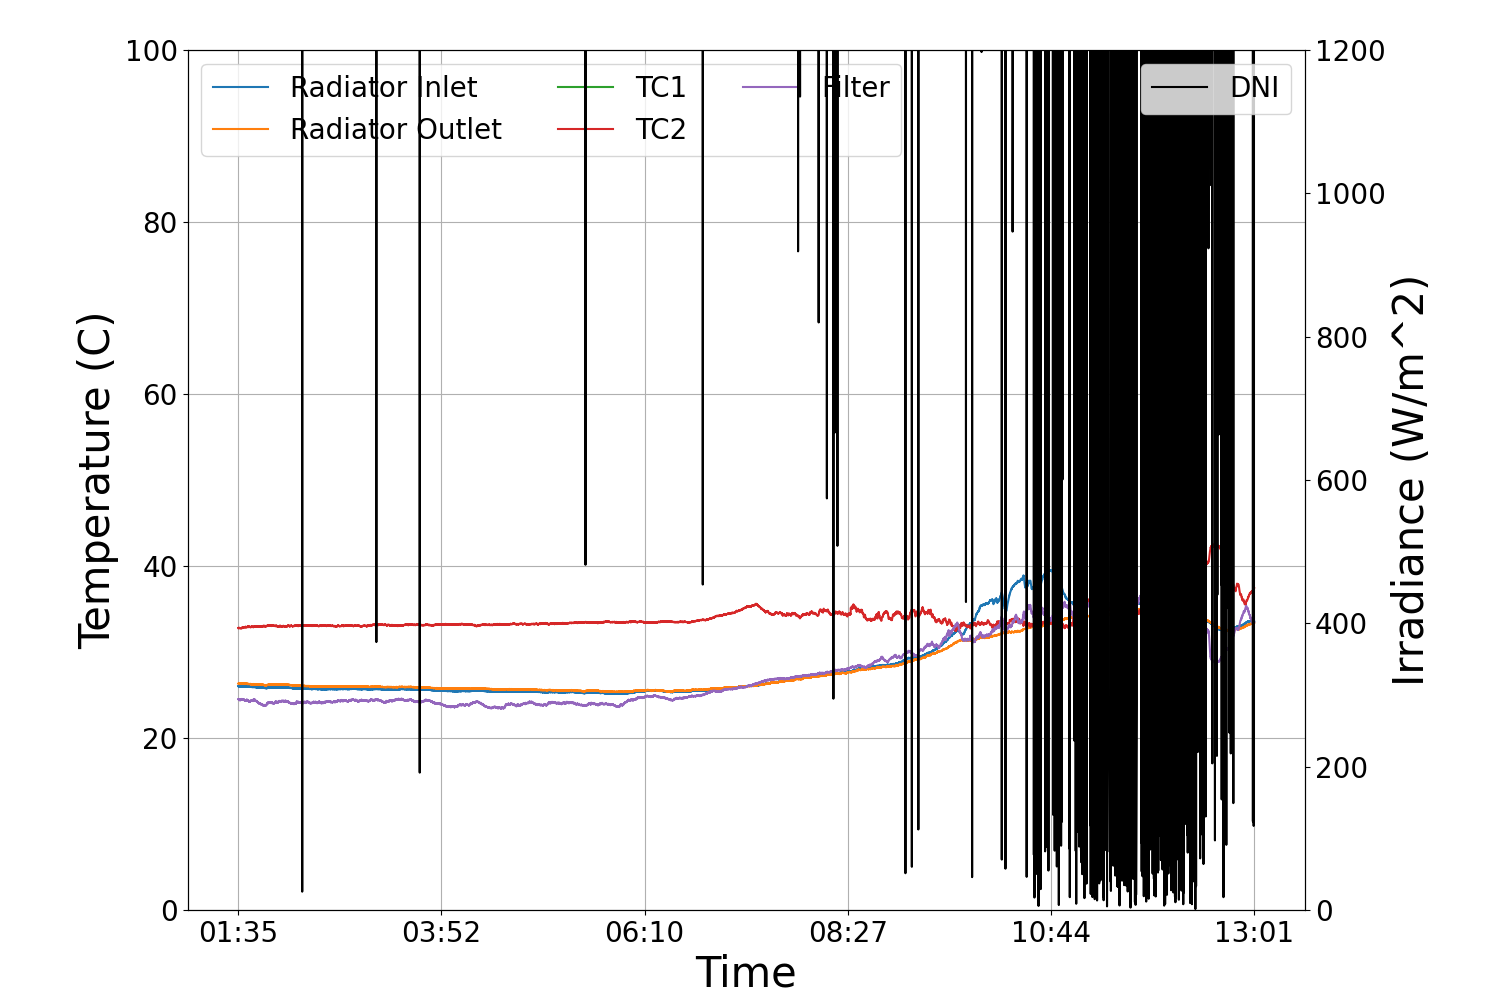 100
80
60
40
20
0
Temperature (C)
Radiator Inlet
Radiator Outlet
TC1
TC2
Filter
DNI
1200
1000
800
600
400
200
0
Irradiance (W/m^2)
01:35 03:52 06:10 08:27 10:44 13:01
Time